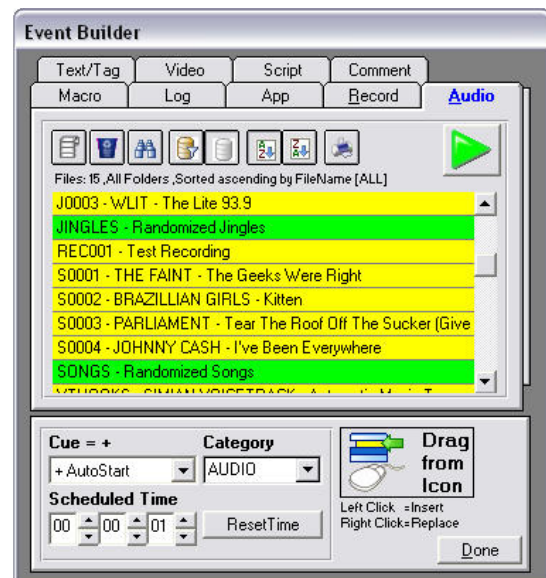 Event Builder
Text/Tag Video Script Comment
Macro Log App Record Audio
Files: 15 ,All Folders ,Sorted ascending by FileName [ALL]
J0003 - WLIT - The Lite 93.9
JINGLES - Randomized Jingles
REC001 - Test Recording
S0001 - THE FAINT - The Geeks Were Right
S0002 - BRAZILLIAN GIRLS - Kitten
S0003 - PARLIAMENT - Tear The Roof Off The Sucker (Give
S0004 - JOHNNY CASH - I've Been Everywhere
SONGS - Randomized Songs
Cue = + Category
+ AutoStart AUDIO
Scheduled Time
00 00 01 ResetTime
Drag
from
Icon
Left Click =Insert
Right Click=Replace
Done